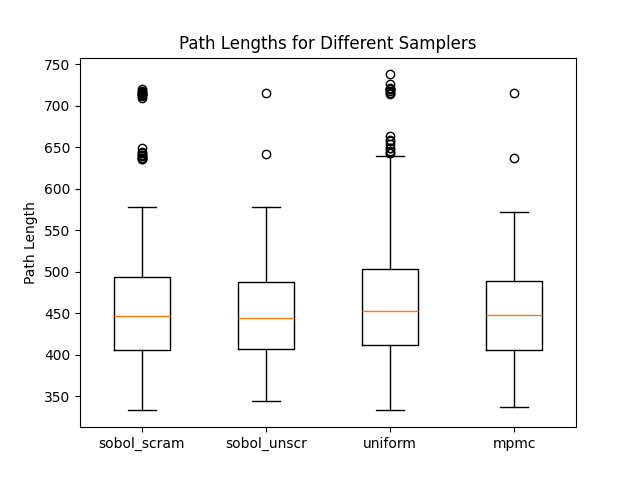 Path Lengths for Different Samplers
750
700
650
600
550
500
450
400
350
Path Length
sobol_scram
sobol_unscr
uniform
mpmc